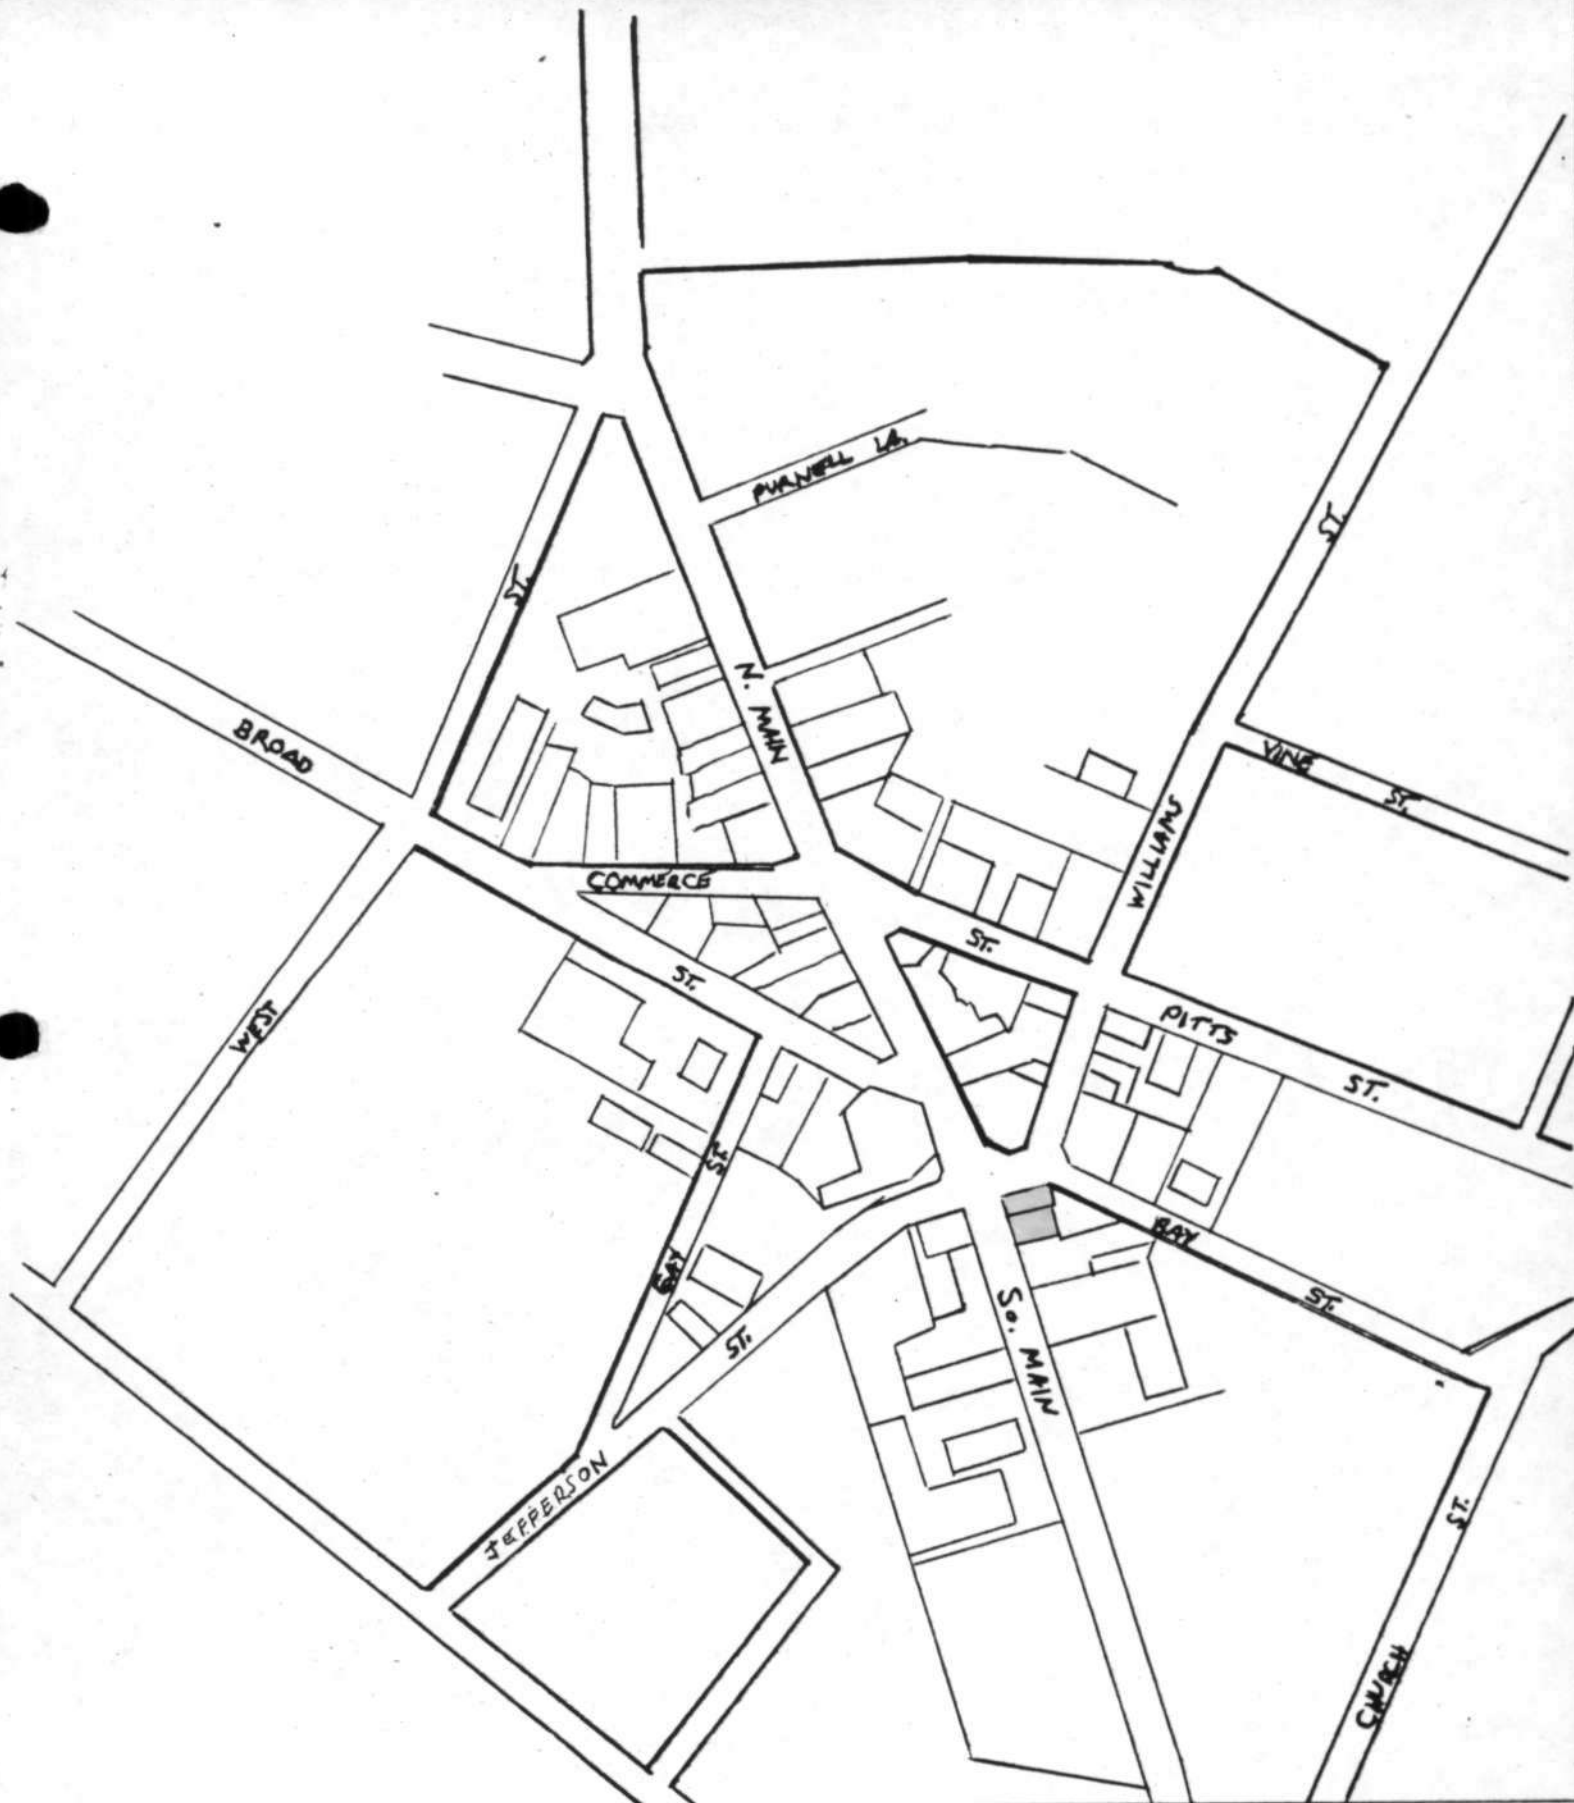 PURNELL LA.
ST.
ST.
N. MAIN
BROAD
VINE ST.
WILLIAMS
COMMERCE
ST.
ST.
WEST
PITTS ST.
ST.
BAY ST.
GAY
So. MAIN
ST.
JEFFERSON
ST.
CHURCH